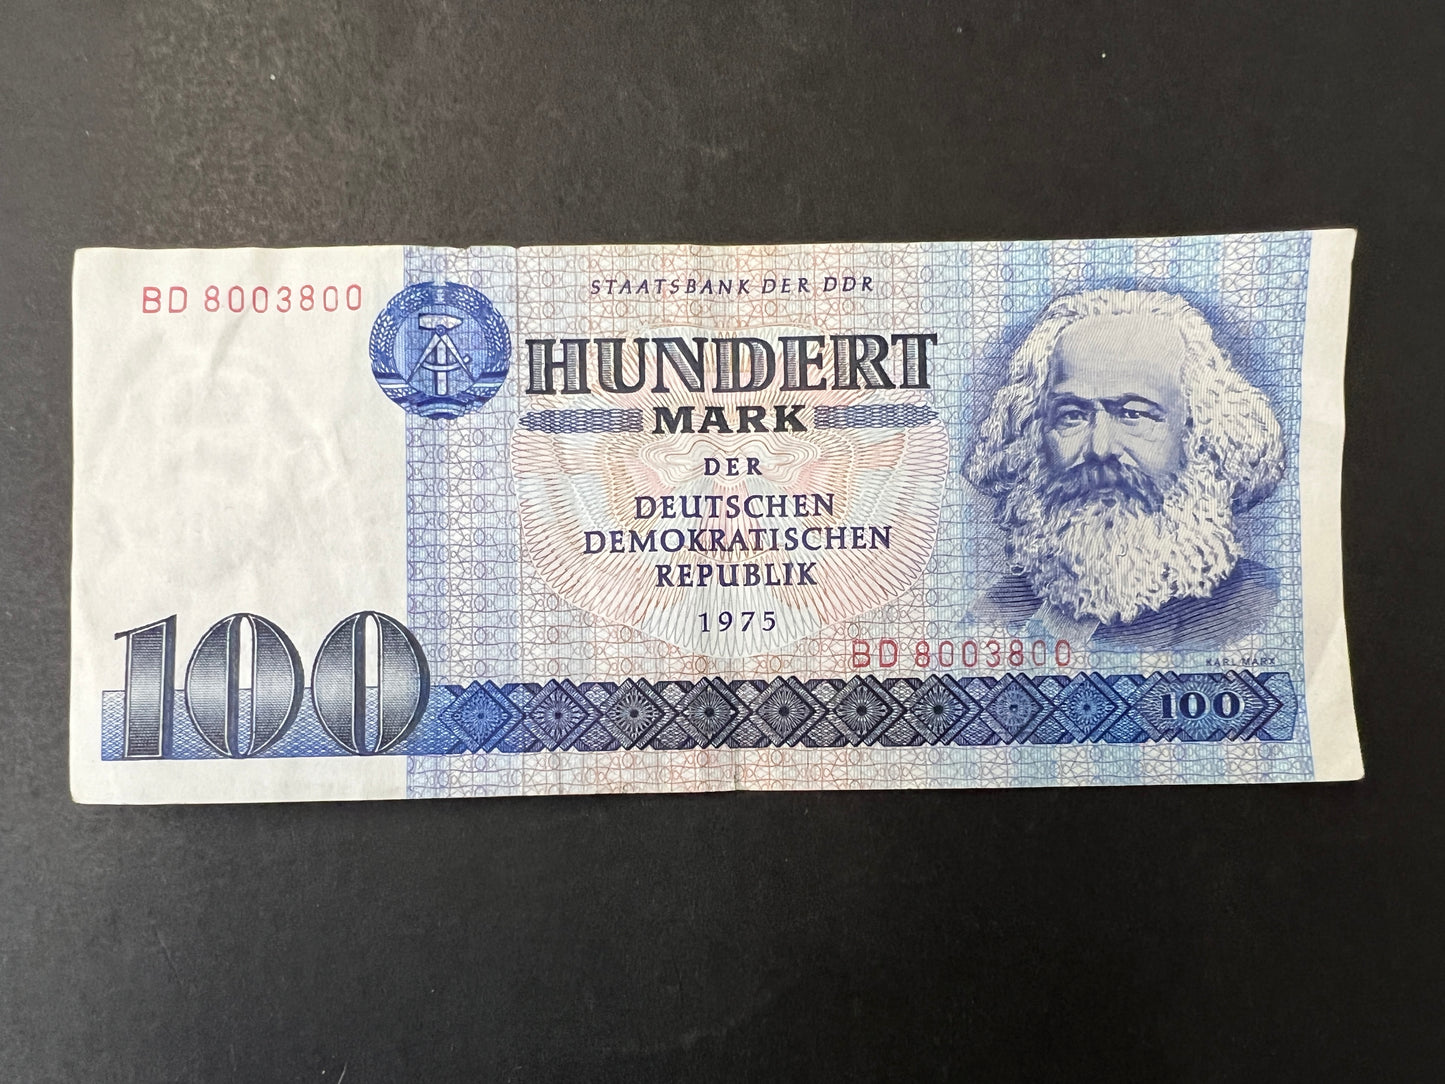 BD 8003800
STAATSBANK DER DDR
HUNDERT
MARK
DER
DEUTSCHEN
DEMOKRATISCHEN
REPUBLIK
1975
BD 8003800
KARL MARX
100
100